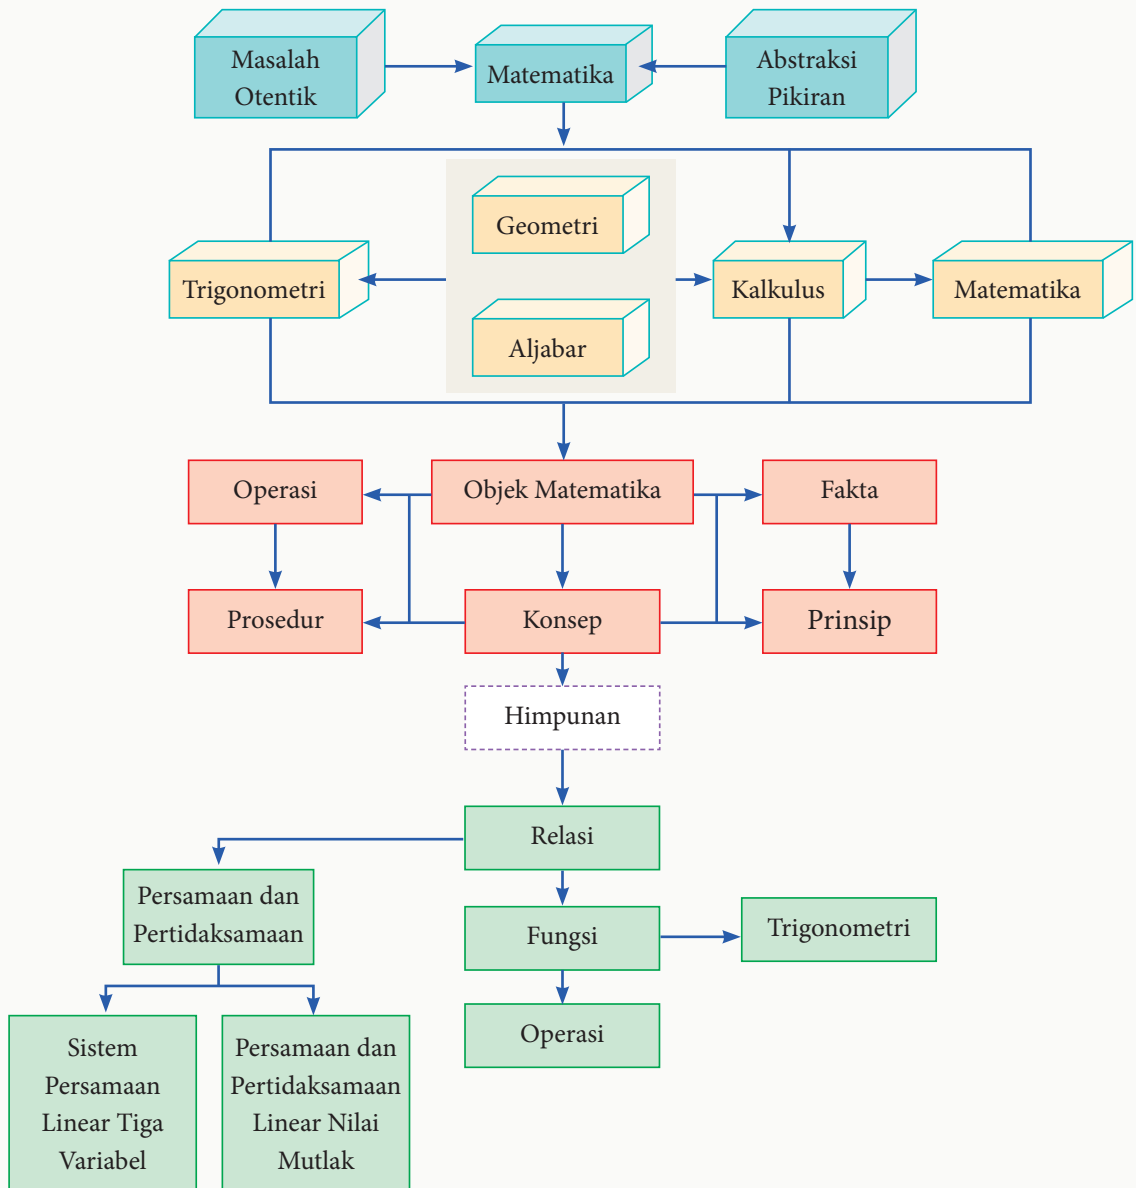 Masalah
Otentik
Matematika
Abstraksi
Pikiran
Geometri
Trigonometri
Kalkulus
Matematika
Aljabar
Operasi
Objek Matematika
Fakta
Prosedur
Konsep
Prinsip
Himpunan
Relasi
Persamaan dan
Pertidaksamaan
Fungsi
Trigonometri
Operasi
Sistem
Persamaan
Linear Tiga
Variabel
Persamaan dan
Pertidaksamaan
Linear Nilai
Mutlak